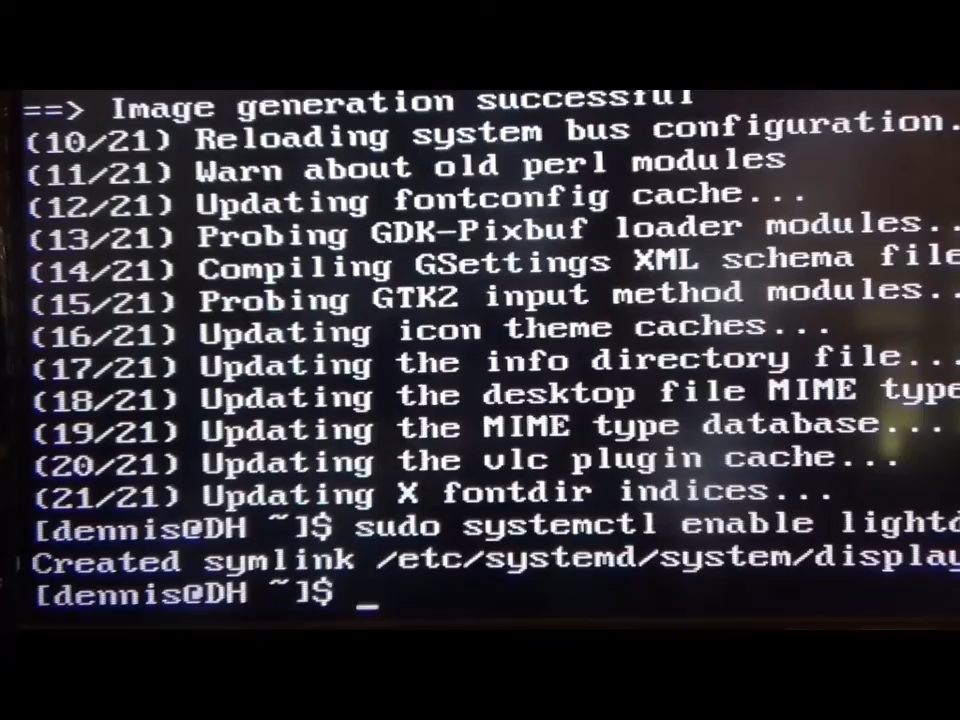 ==> Image generation successful
(10/21) Reloading system bus configuration.
(11/21) Warn about old perl modules
(12/21) Updating fontconfig cache...
(13/21) Probing GDK-Pixbuf loader modules..
(14/21) Compiling GSettings XML schema file
(15/21) Probing GTK2 input method modules..
(16/21) Updating icon theme caches...
(17/21) Updating the info directory file...
(18/21) Updating the desktop file MIME type
(19/21) Updating the MIME type database...
(20/21) Updating the vlc plugin cache...
(21/21) Updating X fontdir indices...
[dennis@DH ~]$ sudo systemctl enable lightd
Created symlink /etc/systemd/system/display
[dennis@DH ~]$ _